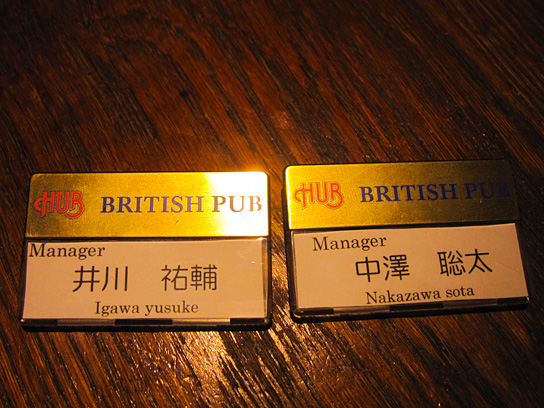 HUB BRITISH PUB
Manager
井川 祐輔
Igawa yusuke
HUB BRITISH PUB
Manager
中澤 聡太
Nakazawa sota